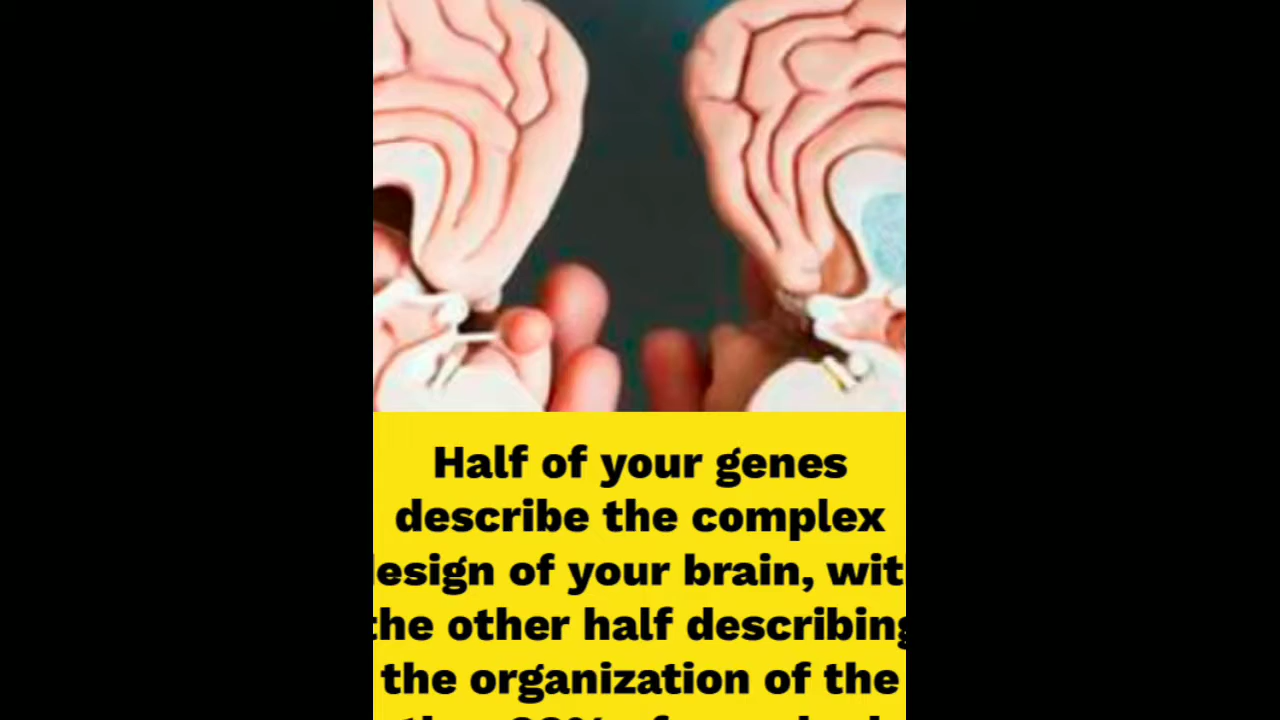 Half of your genes
describe the complex
esign of your brain, wit
the other half describing
the organization of the